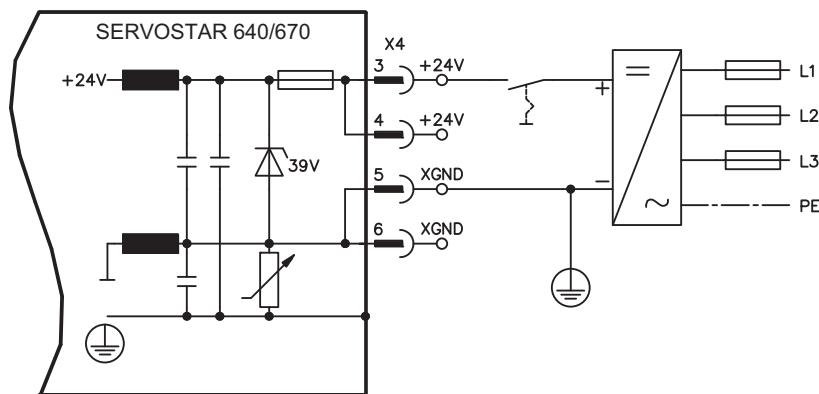 SERVOSTAR 640/670
X4
3 +24V
+24V
4 +24V
39V
5 XGND
6 XGND
+
−
=
~
L1
L2
L3
PE